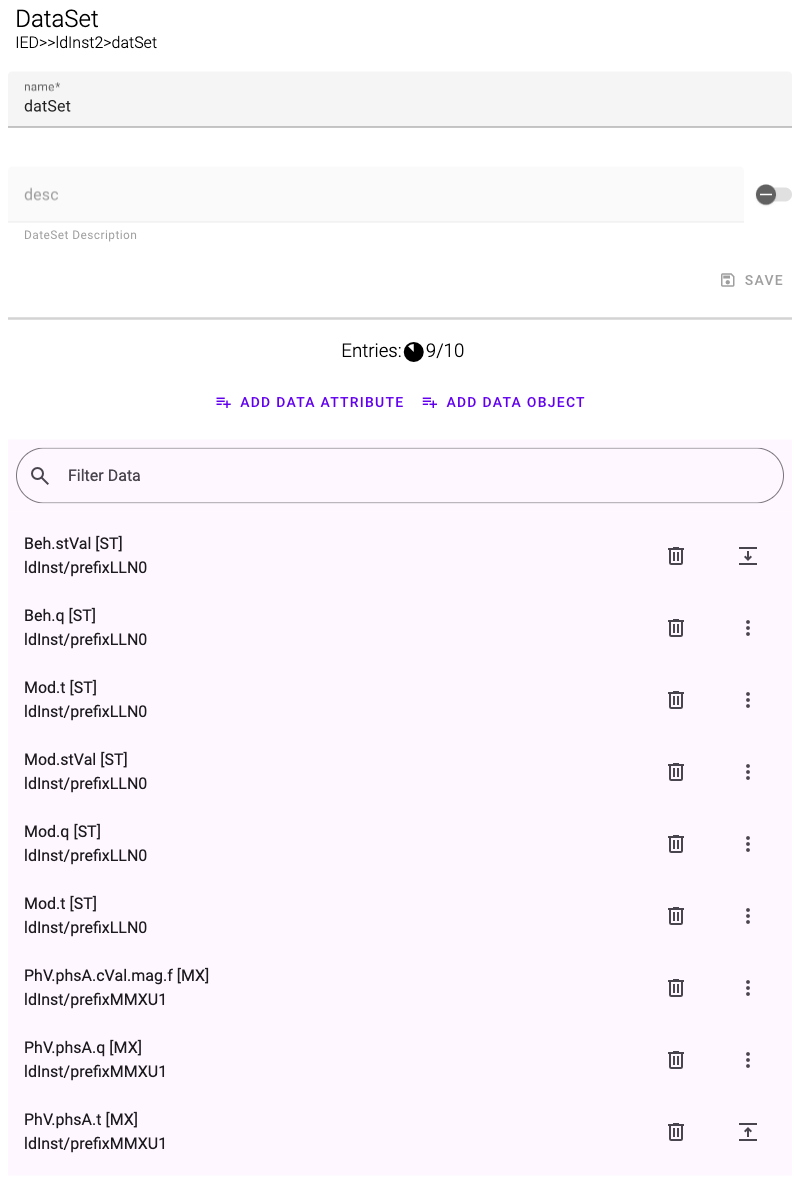 DataSet
IED>>ldInst2>datSet
name*
datSet
desc
DateSet Description
SAVE
Entries: 9/10
ADD DATA ATTRIBUTE ADD DATA OBJECT
Filter Data
Beh.stVal [ST]
ldInst/prefixLLN0
Beh.q [ST]
ldInst/prefixLLN0
Mod.t [ST]
ldInst/prefixLLN0
Mod.stVal [ST]
ldInst/prefixLLN0
Mod.q [ST]
ldInst/prefixLLN0
Mod.t [ST]
ldInst/prefixLLN0
PhV.phsA.cVal.mag.f [MX]
ldInst/prefixMMXU1
PhV.phsA.q [MX]
ldInst/prefixMMXU1
PhV.phsA.t [MX]
ldInst/prefixMMXU1